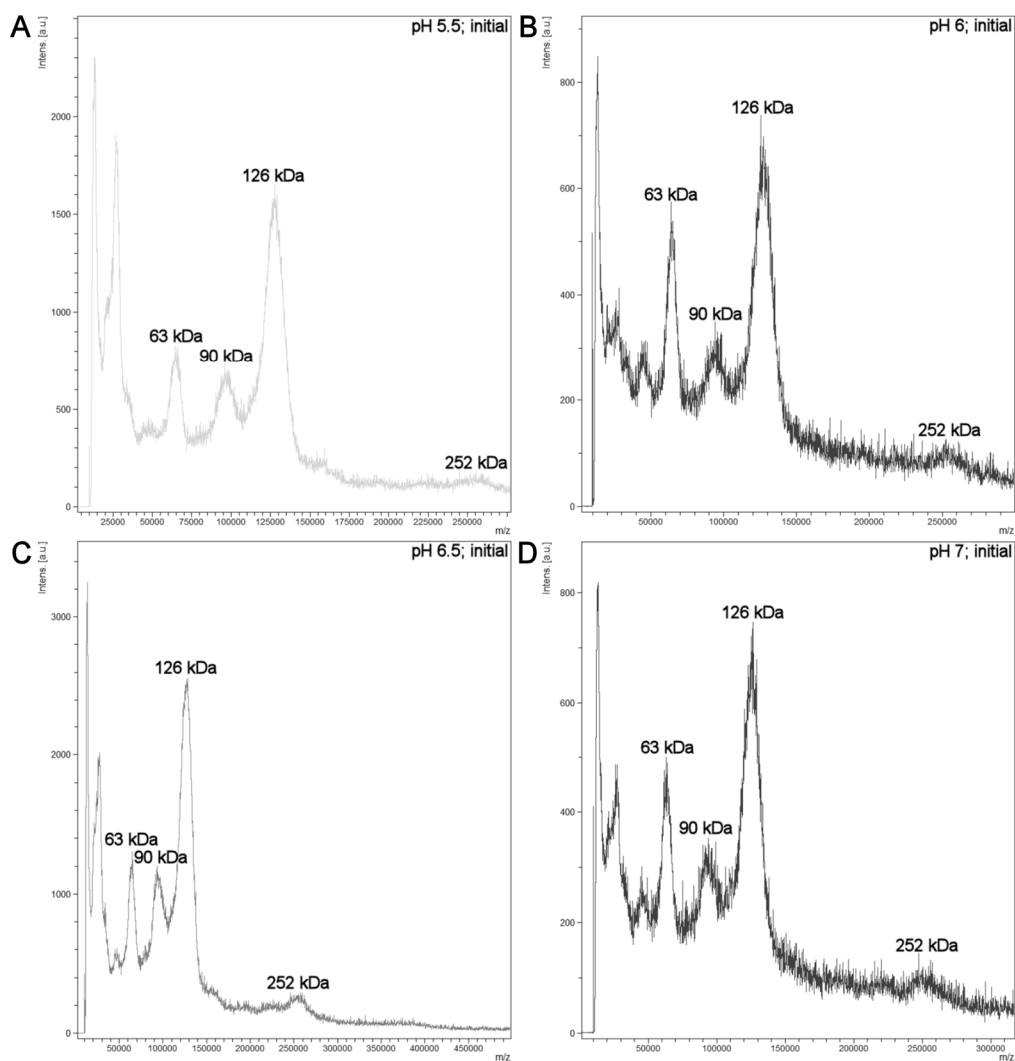 A
pH 5.5; initial
Intens. [a.u.]
2000
1500
1000
500
0
126 kDa
63 kDa
90 kDa
252 kDa
25000 50000 75000 100000 125000 150000 175000 200000 225000 250000
m/z
B
pH 6; initial
Intens. [a.u.]
800
600
400
200
0
126 kDa
63 kDa
90 kDa
252 kDa
50000 100000 150000 200000 250000
m/z
C
pH 6.5; initial
Intens. [a.u.]
3000
2000
1000
0
126 kDa
63 kDa
90 kDa
252 kDa
50000 100000 150000 200000 250000 300000 350000 400000 450000
m/z
D
pH 7; initial
Intens. [a.u.]
800
600
400
200
0
126 kDa
63 kDa
90 kDa
252 kDa
50000 100000 150000 200000 250000 300000
m/z